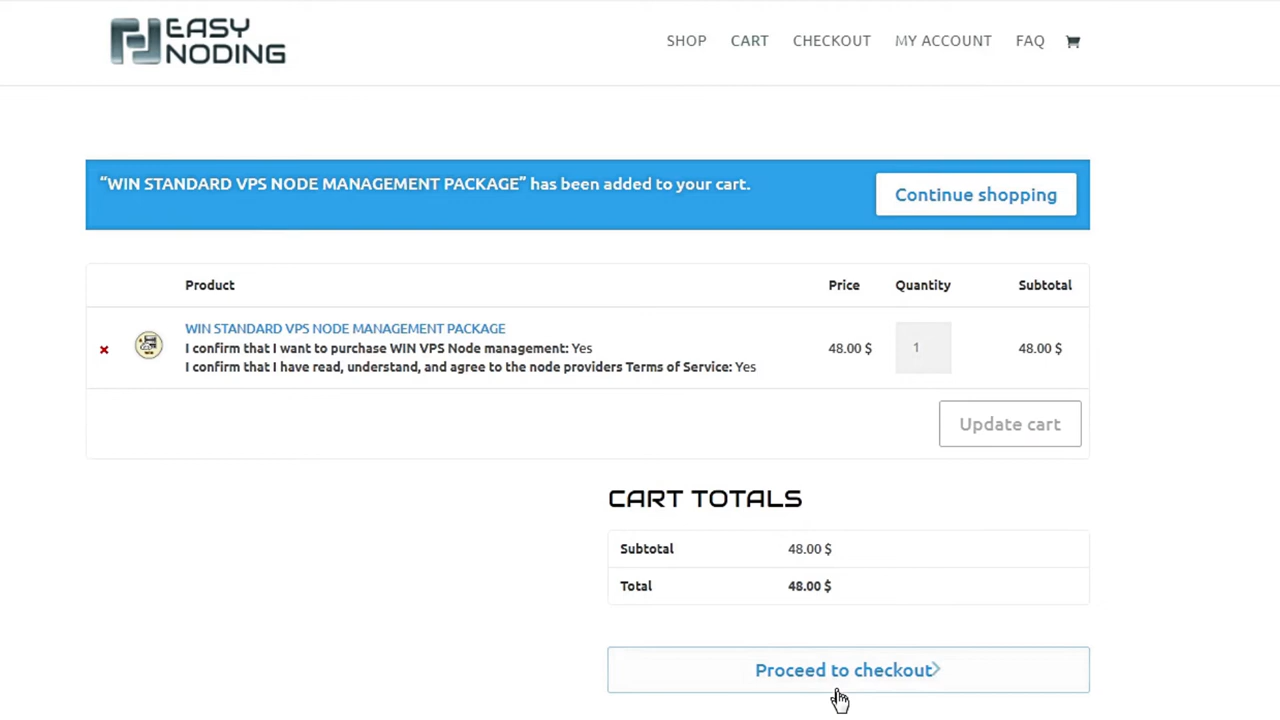 EASY
NODING
SHOP CART CHECKOUT MY ACCOUNT FAQ
“WIN STANDARD VPS NODE MANAGEMENT PACKAGE” has been added to your cart.
Continue shopping
Product Price Quantity Subtotal
WIN STANDARD VPS NODE MANAGEMENT PACKAGE
I confirm that I want to purchase WIN VPS Node management: Yes
I confirm that I have read, understand, and agree to the node providers Terms of Service: Yes
48.00 $ 1 48.00 $
Update cart
CART TOTALS
Subtotal 48.00 $
Total 48.00 $
Proceed to checkout